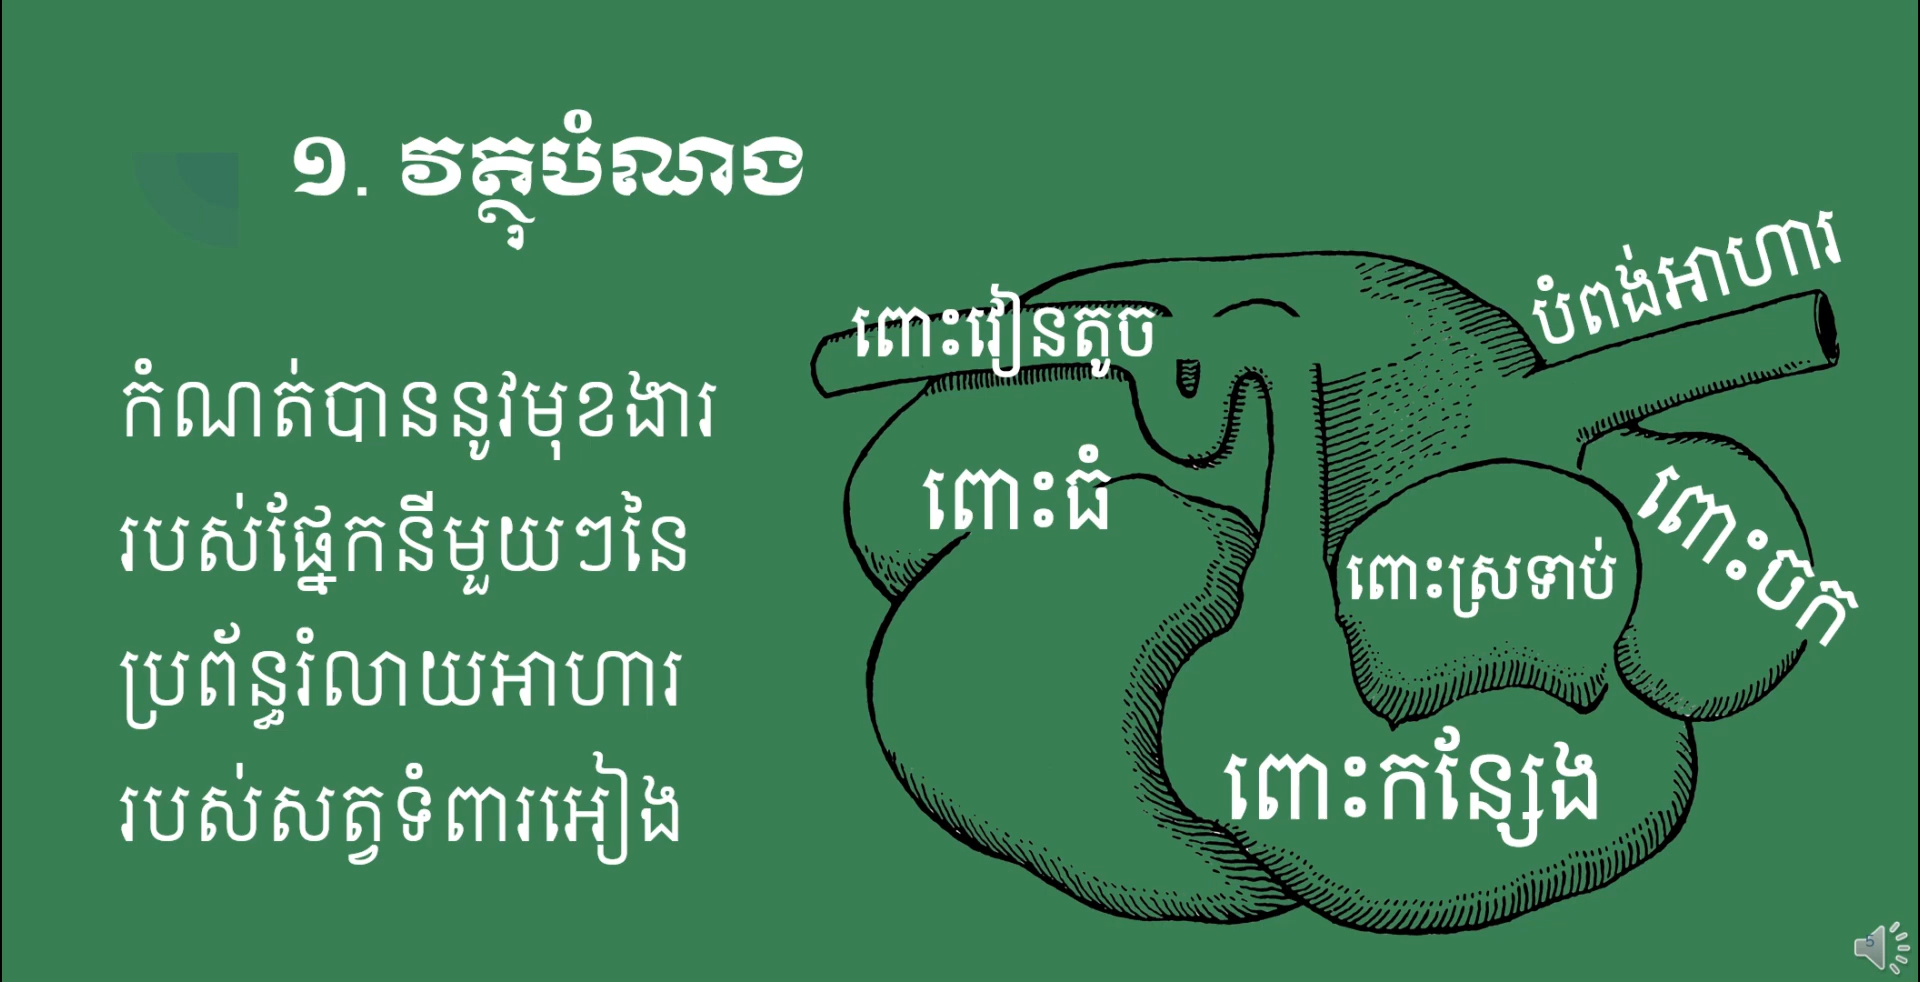 ១. វត្ថុបំណង
កំណត់បាននូវមុខងារ
របស់ផ្នែកនីមួយៗនៃ
ប្រព័ន្ធរំលាយអាហារ
របស់សត្វទំពារអៀង
បំពង់អាហារ
ពោះវៀនតូច
ពោះធំ
ពោះស្រទាប់
ពោះប៊ក៊
ពោះកន្សែង
5